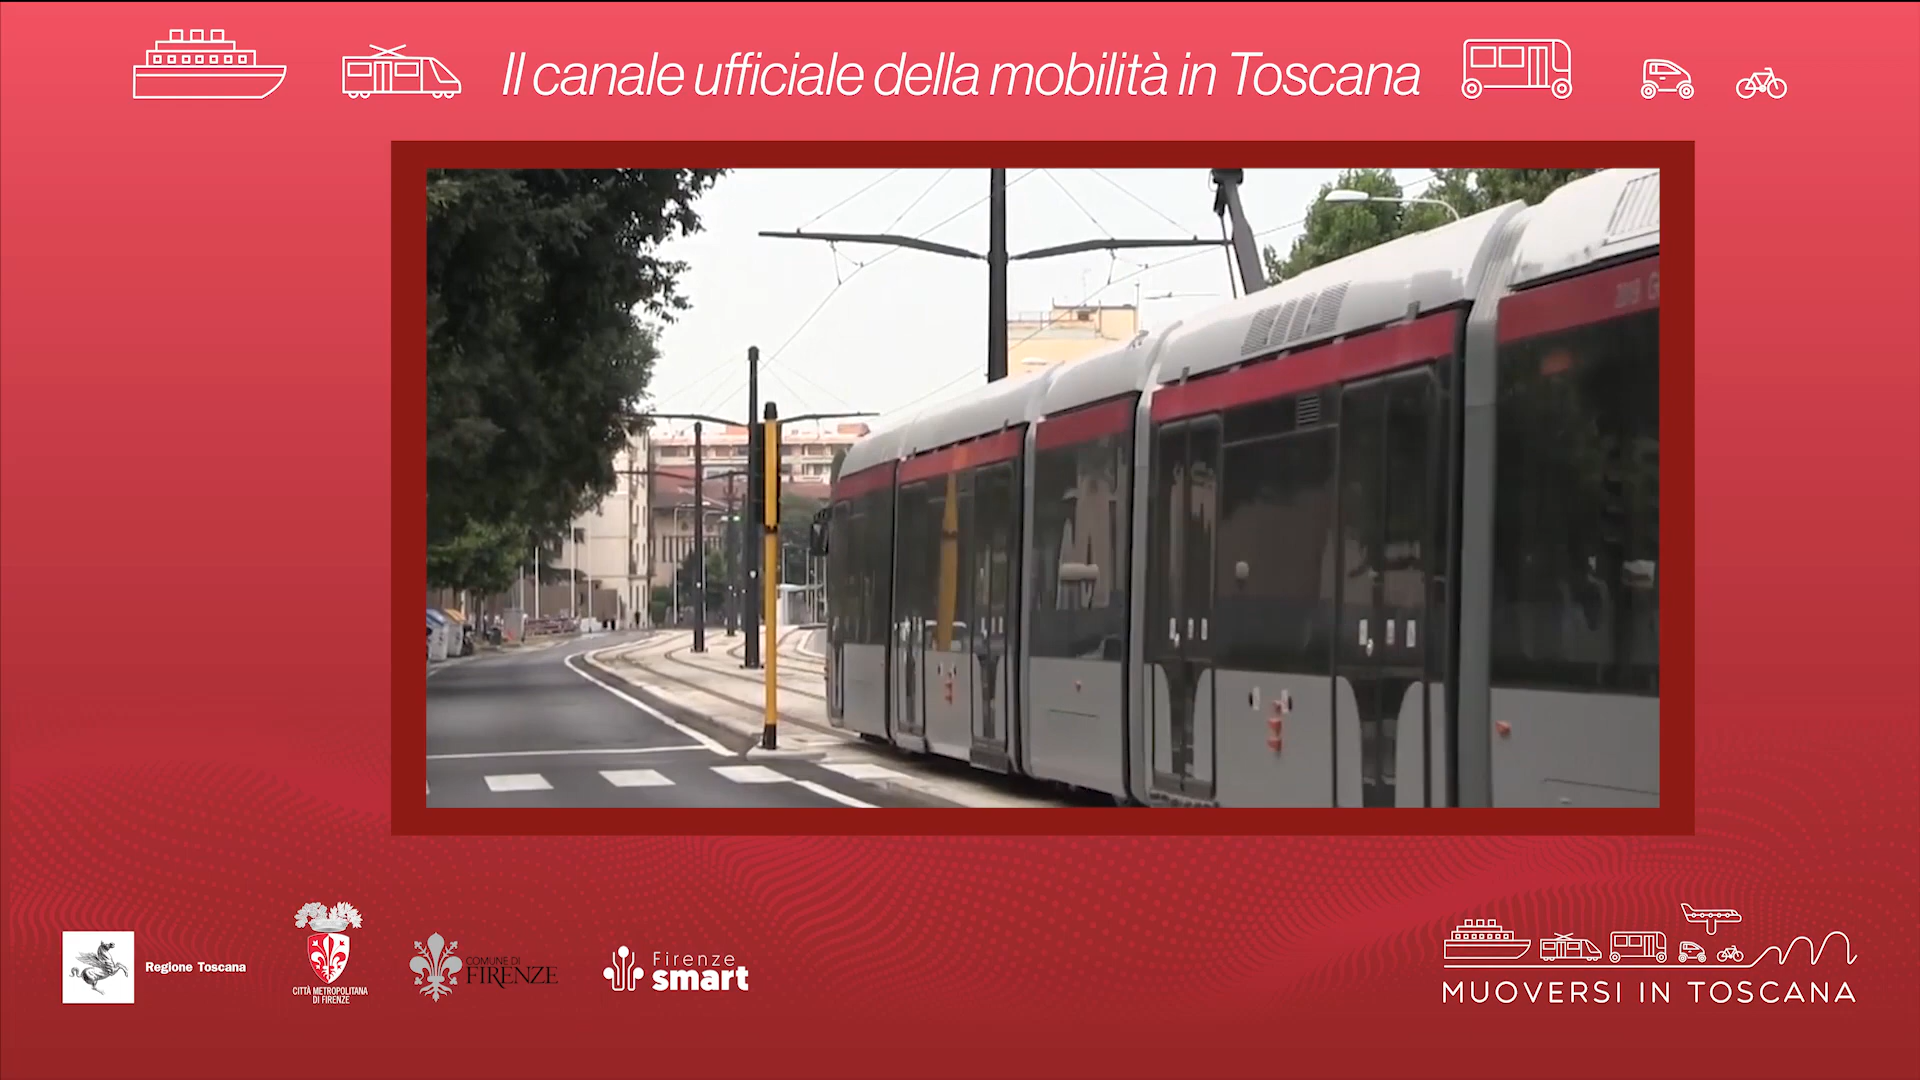 Il canale ufficiale della mobilità in Toscana
Regione Toscana
CITTÀ METROPOLITANA
DI FIRENZE
COMUNE DI
FIRENZE
Firenze
smart
MUOVERSI IN TOSCANA